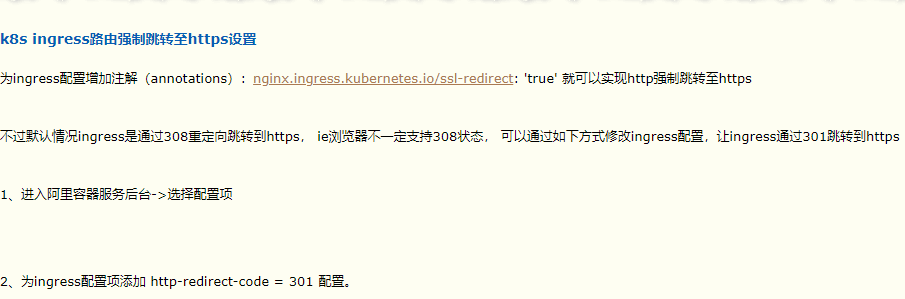 k8s ingress路由强制跳转至https设置
为ingress配置增加注解（annotations）: nginx.ingress.kubernetes.io/ssl-redirect: 'true' 就可以实现http强制跳转至https
不过默认情况ingress是通过308重定向跳转到https， ie浏览器不一定支持308状态， 可以通过如下方式修改ingress配置，让ingress通过301跳转到https
1、进入阿里容器服务后台->选择配置项
2、为ingress配置项添加 http-redirect-code = 301 配置。